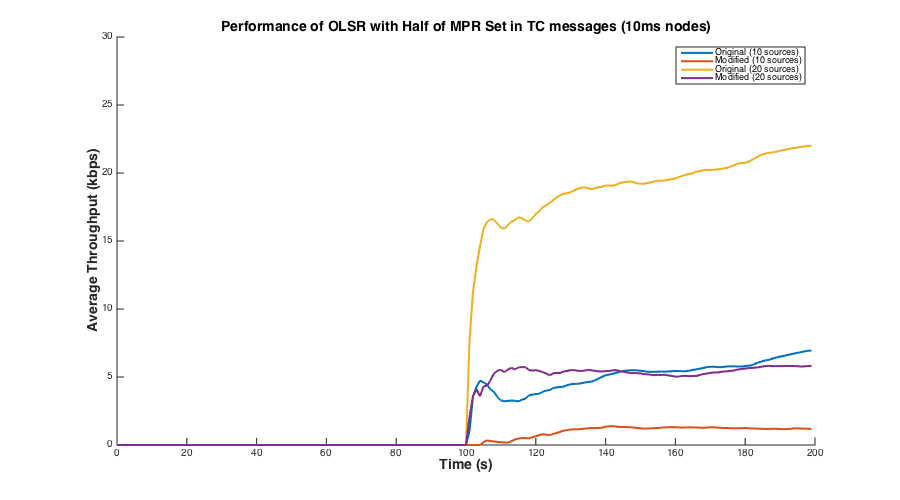 Performance of OLSR with Half of MPR Set in TC messages (10ms nodes)
Original (10 sources)
Modified (10 sources)
Original (20 sources)
Modified (20 sources)
Average Throughput (kbps)
30
25
20
15
10
5
0
0 20 40 60 80 100 120 140 160 180 200
Time (s)